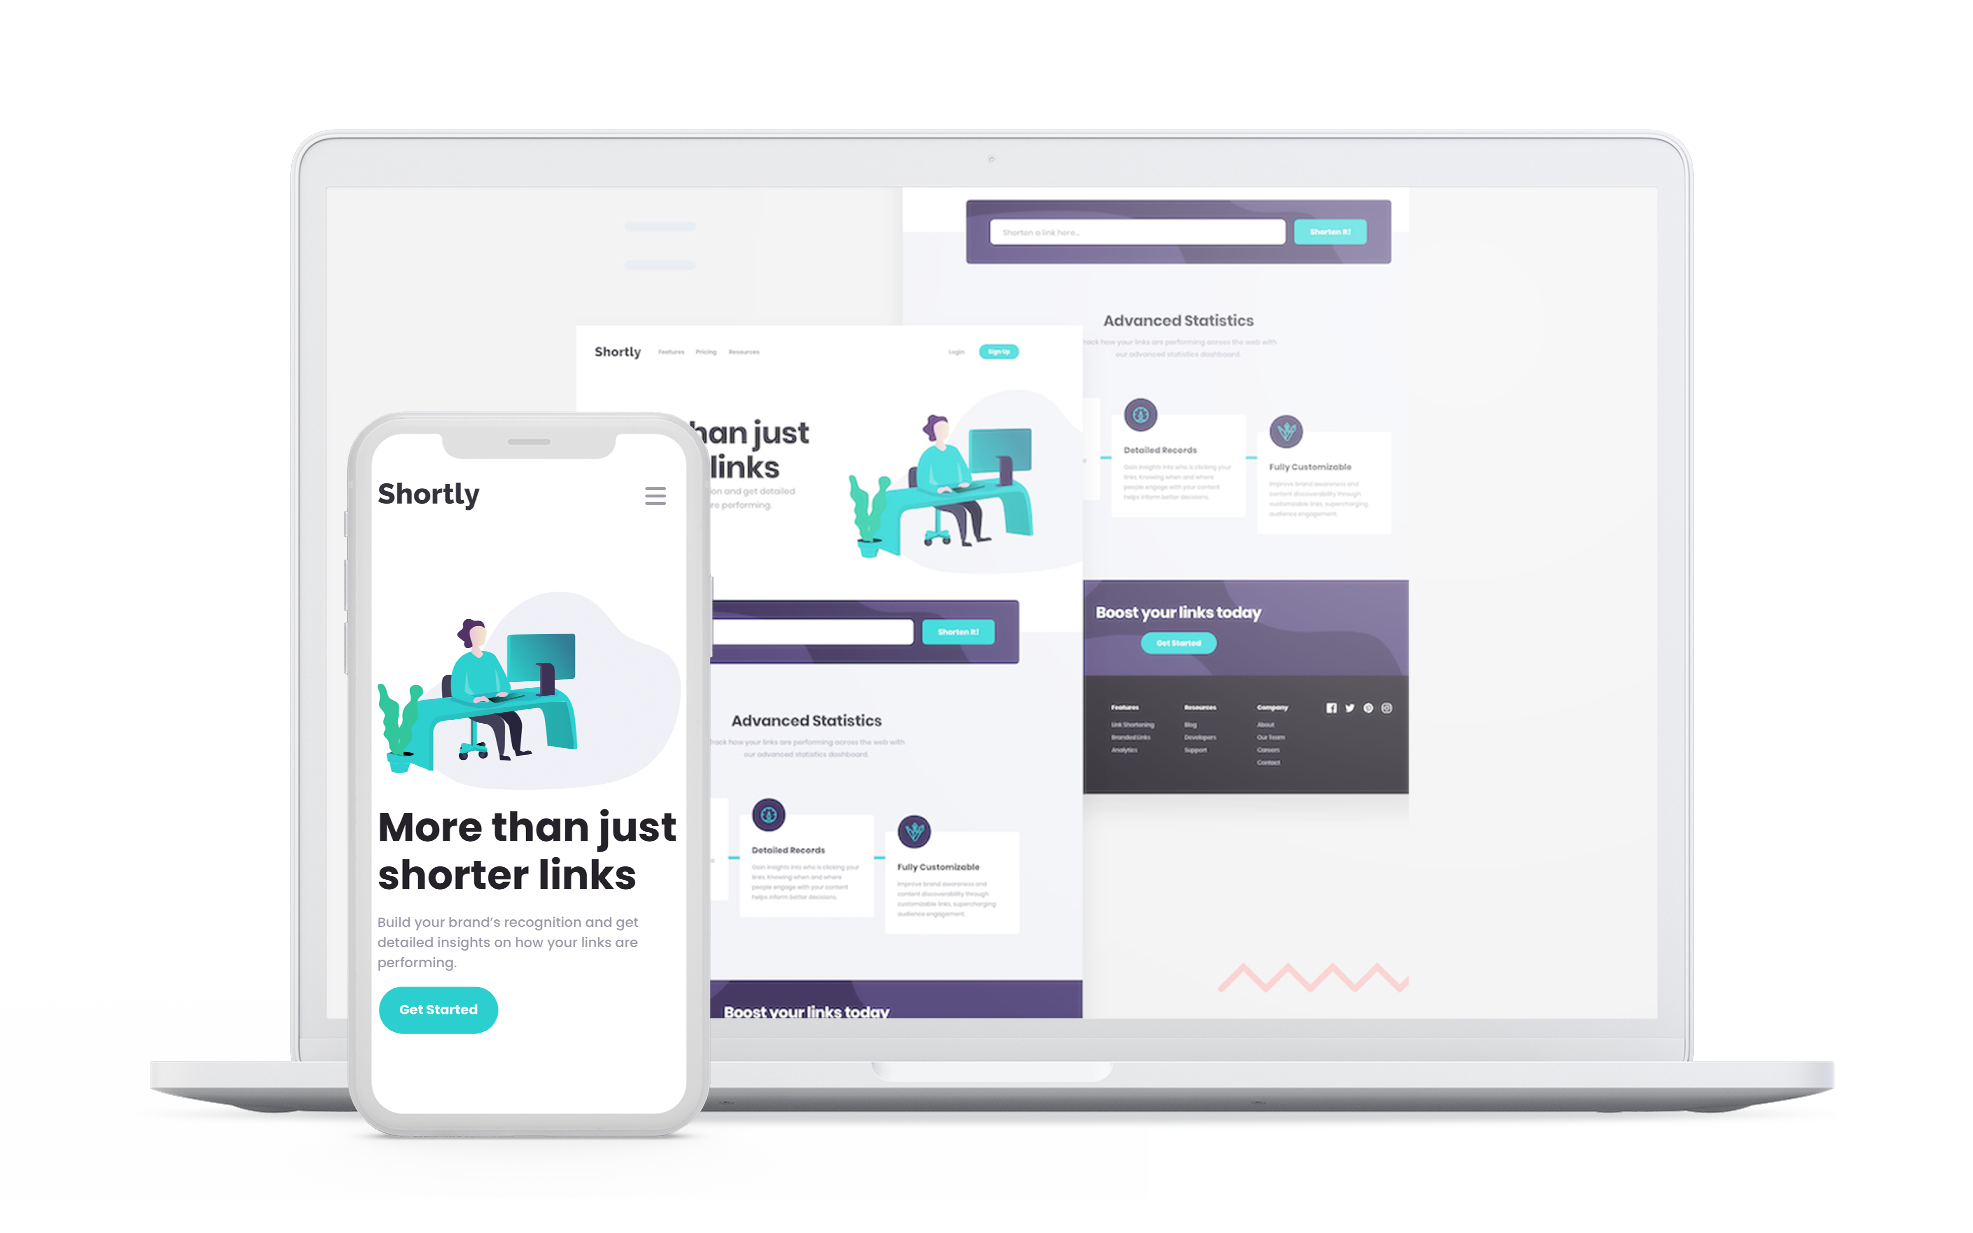 Shorten a link here...
Shorten It!
Advanced Statistics
Track how your links are performing across the web with
our advanced statistics dashboard.
Detailed Records
Gain insights into who is clicking your
links. Knowing when and where
people engage with your content
helps inform better decisions.
Fully Customizable
Improve brand awareness and
content discoverability through
customizable links, supercharging
audience engagement.
Boost your links today
Get Started
Features
Link Shortening
Branded Links
Analytics
Resources
Blog
Developers
Support
Company
About
Our Team
Careers
Contact
Shortly
Features
Pricing
Resources
Login
Sign Up
han just
links
on and get detailed
re performing.
Shorten It!
Advanced Statistics
Track how your links are performing across the web with
our advanced statistics dashboard.
Detailed Records
Gain insights into who is clicking your
links. Knowing when and where
people engage with your content
helps inform better decisions.
Fully Customizable
Improve brand awareness and
content discoverability through
customizable links, supercharging
audience engagement.
Boost your links today
Shortly
More than just
shorter links
Build your brand's recognition and get
detailed insights on how your links are
performing.
Get Started